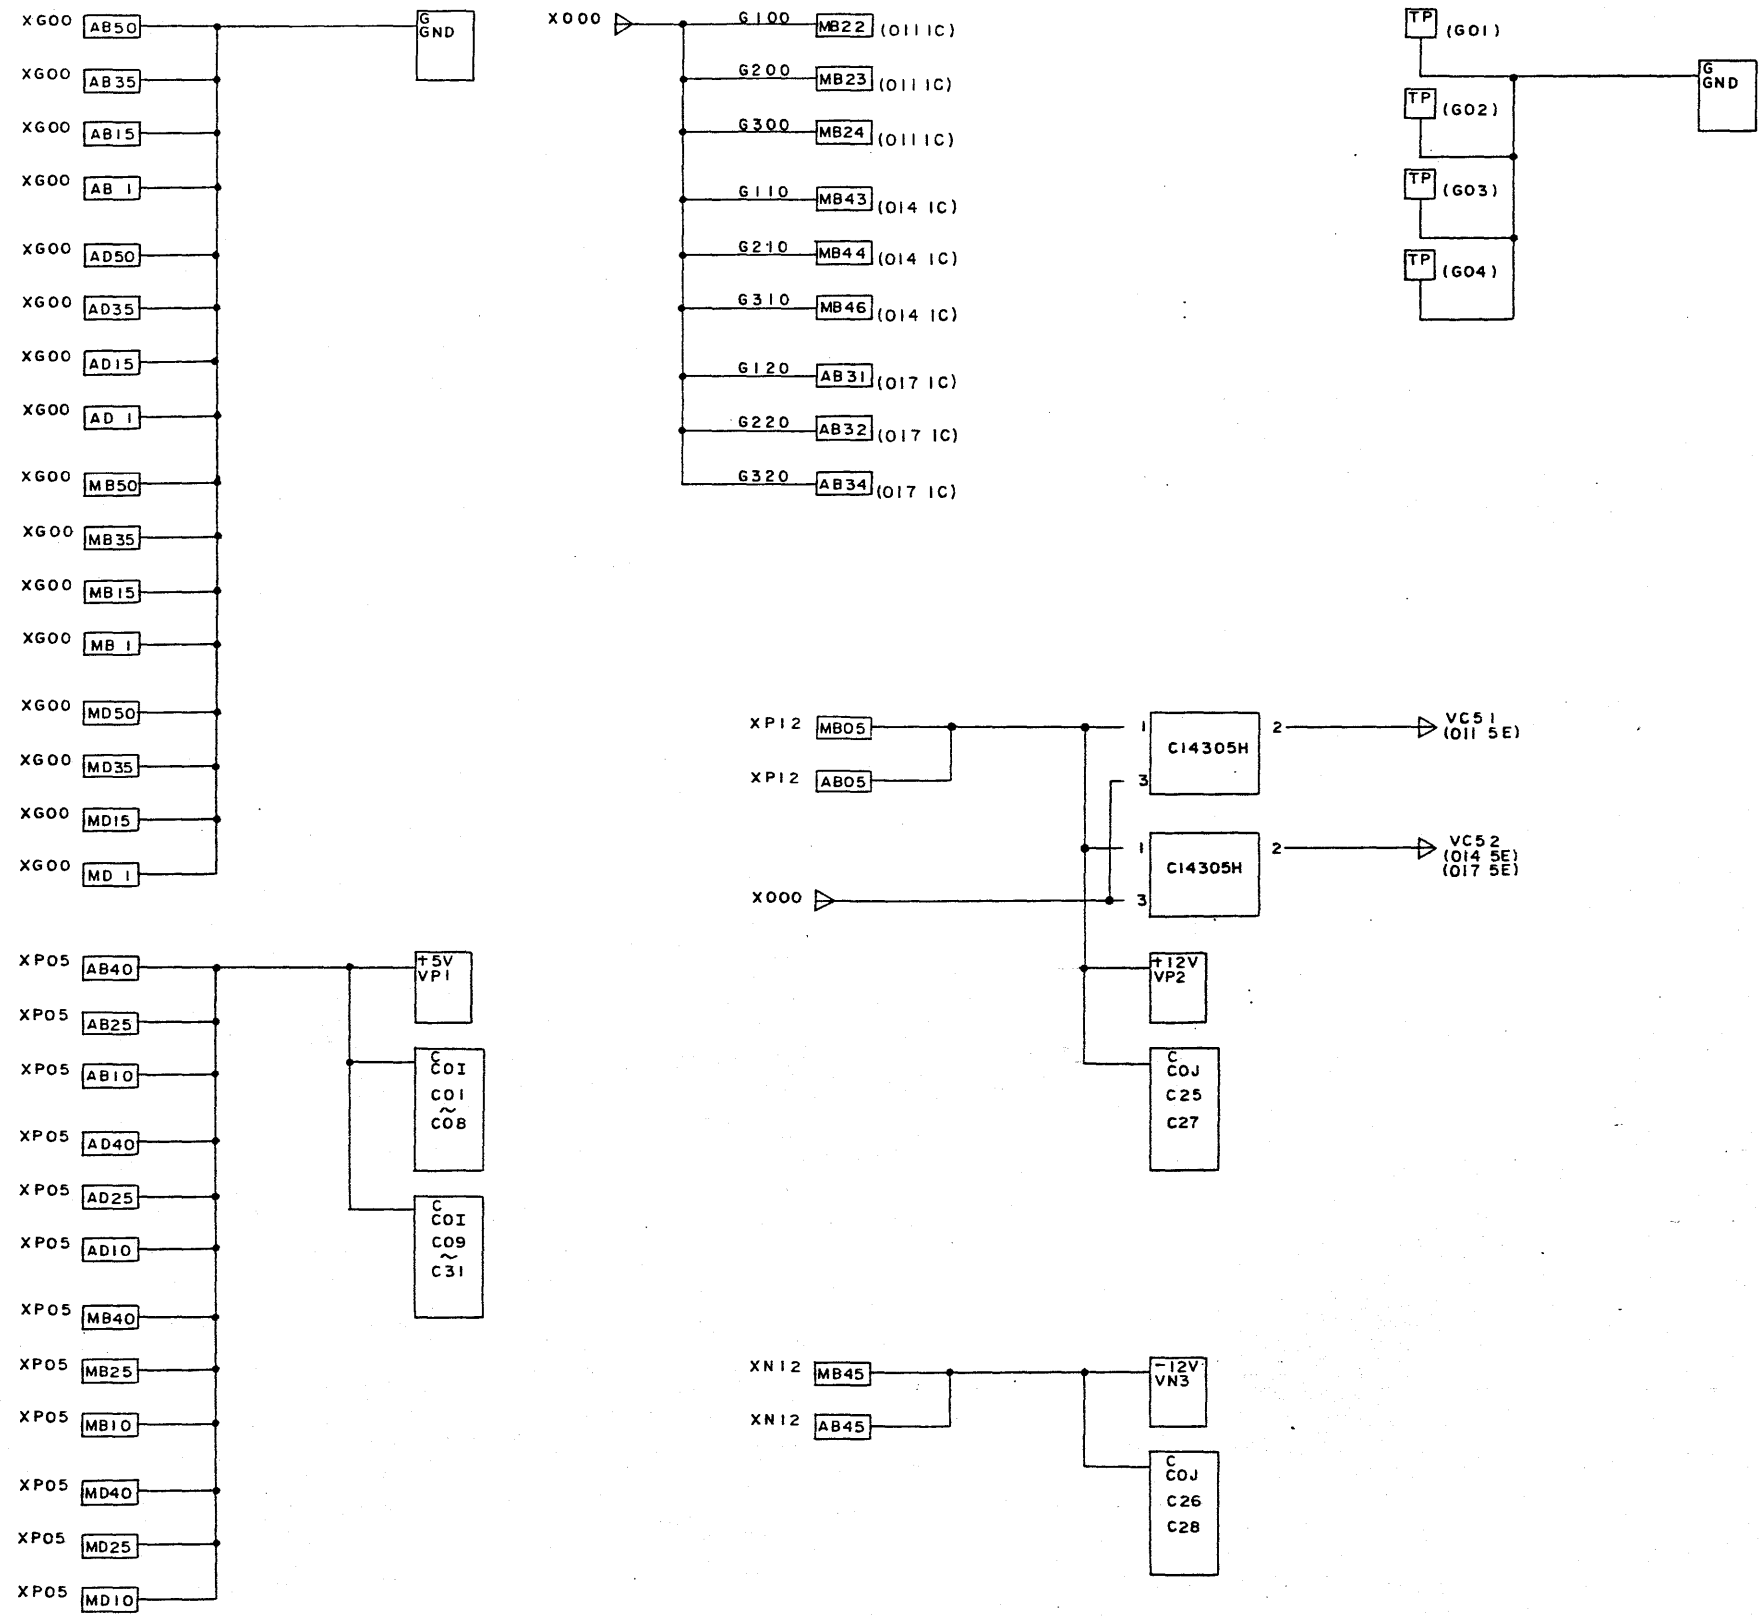 XG00 AB50
G
GND
XG00 AB35
XG00 AB15
XG00 AB 1
XG00 AD50
XG00 AD35
XG00 AD15
XG00 AD 1
XG00 MB50
XG00 MB35
XG00 MB15
XG00 MB 1
XG00 MD50
XG00 MD35
XG00 MD15
XG00 MD 1
X000
G100 MB22 (011 1C)
G200 MB23 (011 1C)
G300 MB24 (011 1C)
G110 MB43 (014 1C)
G210 MB44 (014 1C)
G310 MB46 (014 1C)
G120 AB31 (017 1C)
G220 AB32 (017 1C)
G320 AB34 (017 1C)
TP (G01)
TP (G02)
TP (G03)
TP (G04)
G
GND
XP12 MB05
XP12 AB05
1 C14305H 2
3
VC51
(011 5E)
1 C14305H 2
3
VC52
(014 5E)
(017 5E)
X000
+12V
VP2
C
C0J
C25
C27
XP05 AB40
XP05 AB25
XP05 AB10
XP05 AD40
XP05 AD25
XP05 AD10
XP05 MB40
XP05 MB25
XP05 MB10
XP05 MD40
XP05 MD25
XP05 MD10
+5V
VP1
C
C0I
C01
~
C08
C
C0I
C09
~
C31
XN12 MB45
XN12 AB45
-12V
VN3
C
C0J
C26
C28